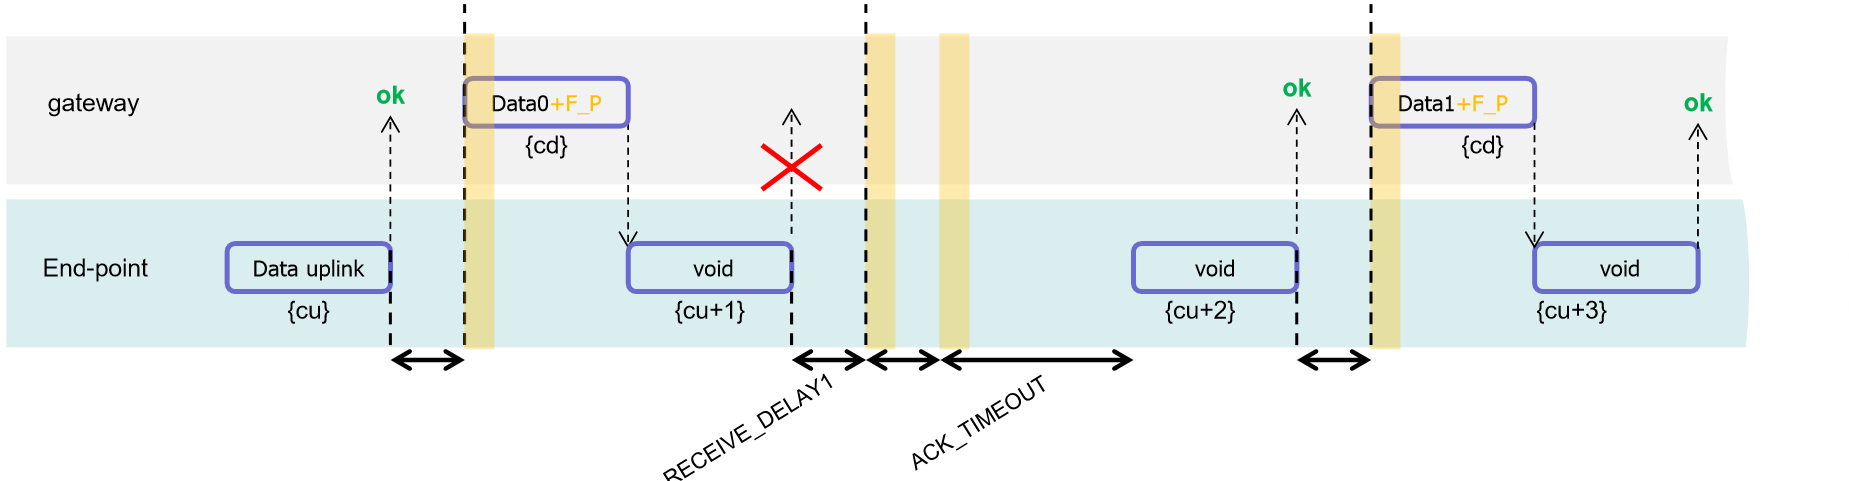 gateway
ok
Data0+F_P
{cd}
ok
Data1+F_P
{cd}
ok
End-point
Data uplink
{cu}
void
{cu+1}
void
{cu+2}
void
{cu+3}
RECEIVE_DELAY1
ACK_TIMEOUT